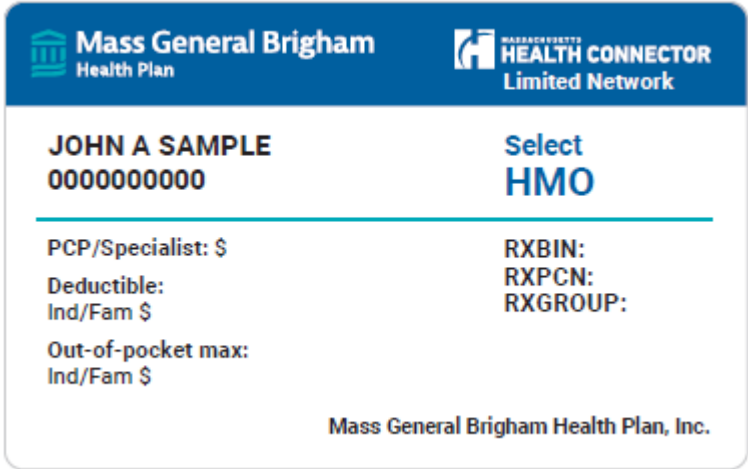 Mass General Brigham
Health Plan
MASSACHUSETTS
HEALTH CONNECTOR
Limited Network
JOHN A SAMPLE
0000000000
Select
HMO
PCP/Specialist: $
Deductible:
Ind/Fam $
Out-of-pocket max:
Ind/Fam $
RXBIN:
RXPCN:
RXGROUP:
Mass General Brigham Health Plan, Inc.